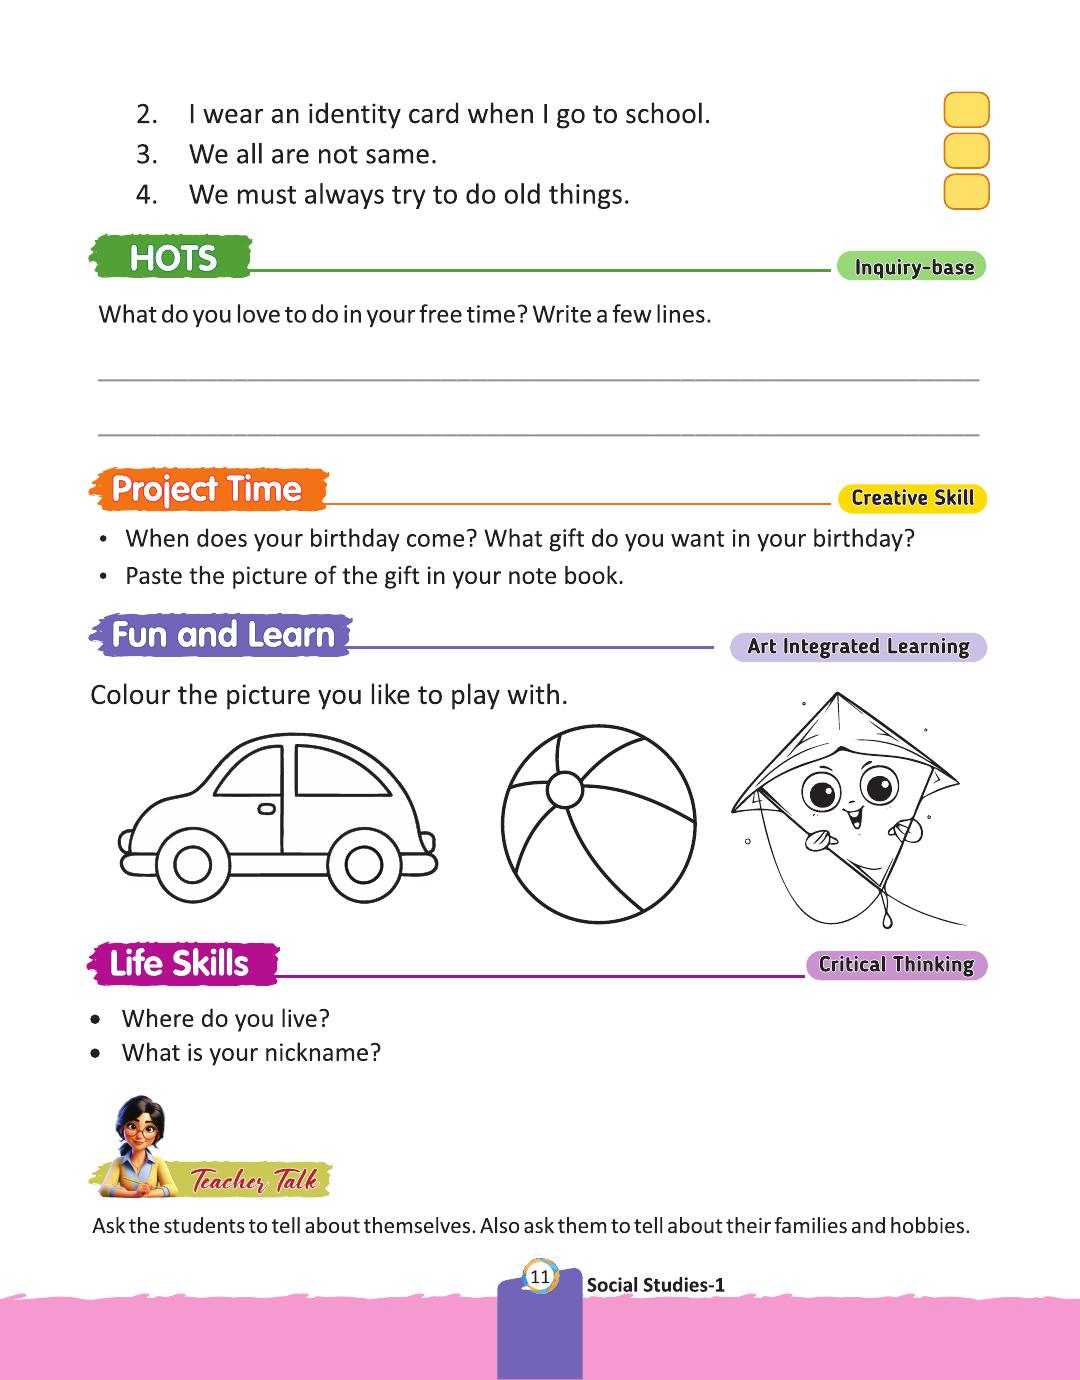 2. I wear an identity card when I go to school.
3. We all are not same.
4. We must always try to do old things.
HOTS
Inquiry-base
What do you love to do in your free time? Write a few lines.
Project Time
Creative Skill
• When does your birthday come? What gift do you want in your birthday?
• Paste the picture of the gift in your note book.
Fun and Learn
Art Integrated Learning
Colour the picture you like to play with.
Life Skills
Critical Thinking
• Where do you live?
• What is your nickname?
Teacher Talk
Ask the students to tell about themselves. Also ask them to tell about their families and hobbies.
11
Social Studies-1